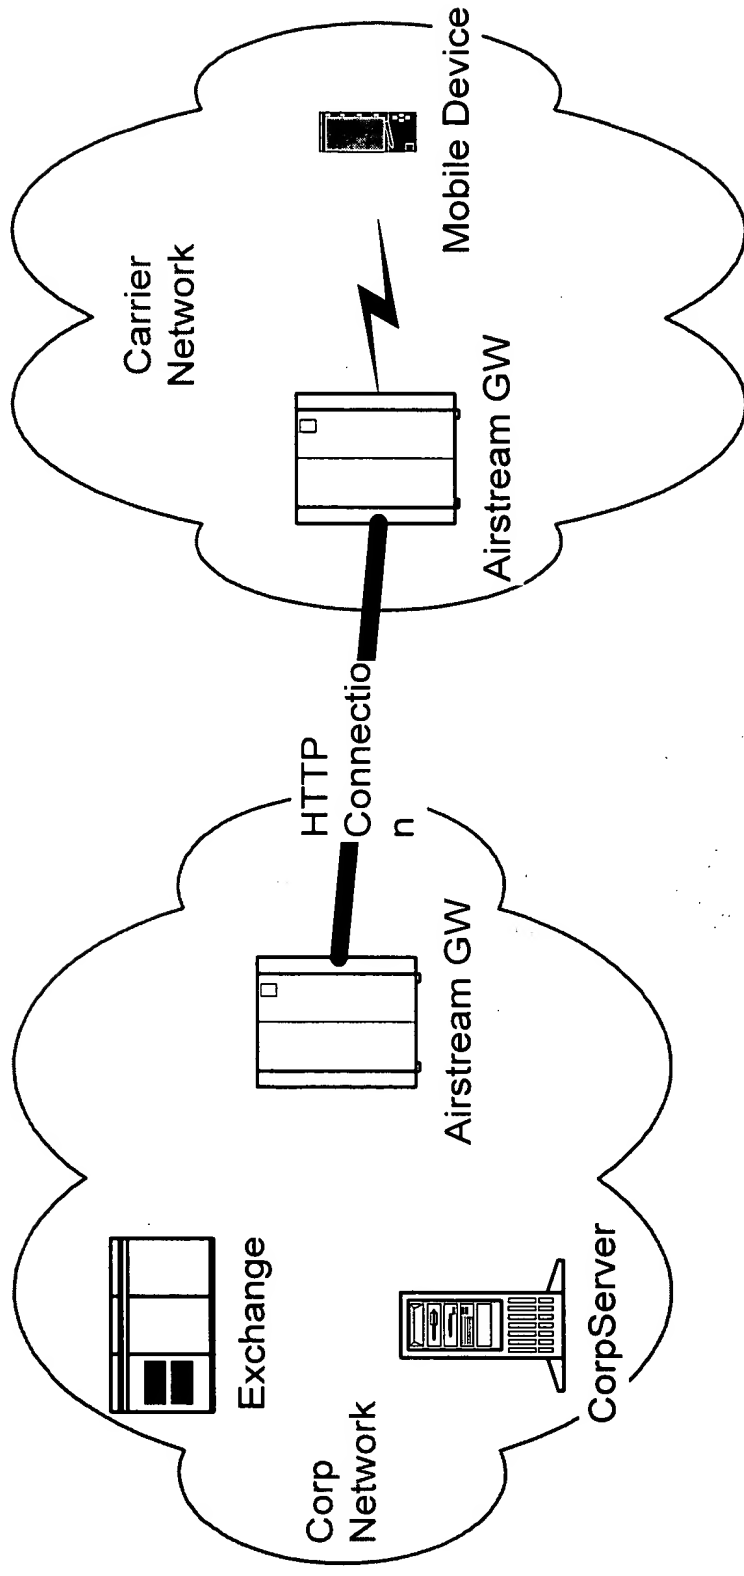 Corp
Network
Exchange
CorpServer
Airstream GW
HTTP
Connectio
n
Airstream GW
Carrier
Network
Mobile Device